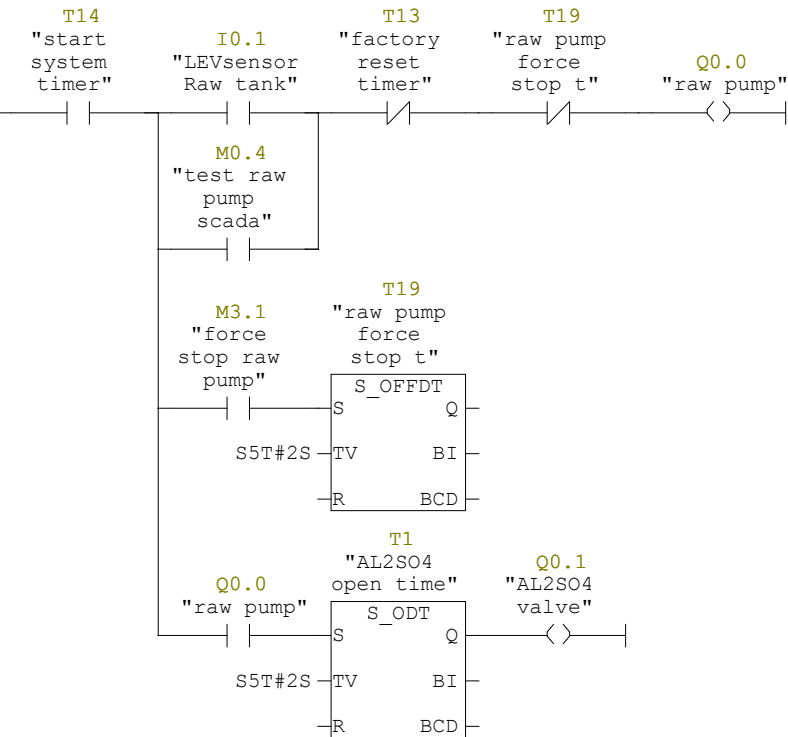 T14
"start
system
timer"
I0.1
"LEVsensor
Raw tank"
T13
"factory
reset
timer"
T19
"raw pump
force
stop t"
Q0.0
"raw pump"
M0.4
"test raw
pump
scada"
M3.1
"force
stop raw
pump"
T19
"raw pump
force
stop t"
S_OFFDT
S Q
S5T#2S TV BI
R BCD
Q0.0
"raw pump"
T1
"AL2SO4
open time"
S_ODT
S Q
S5T#2S TV BI
R BCD
Q0.1
"AL2SO4
valve"